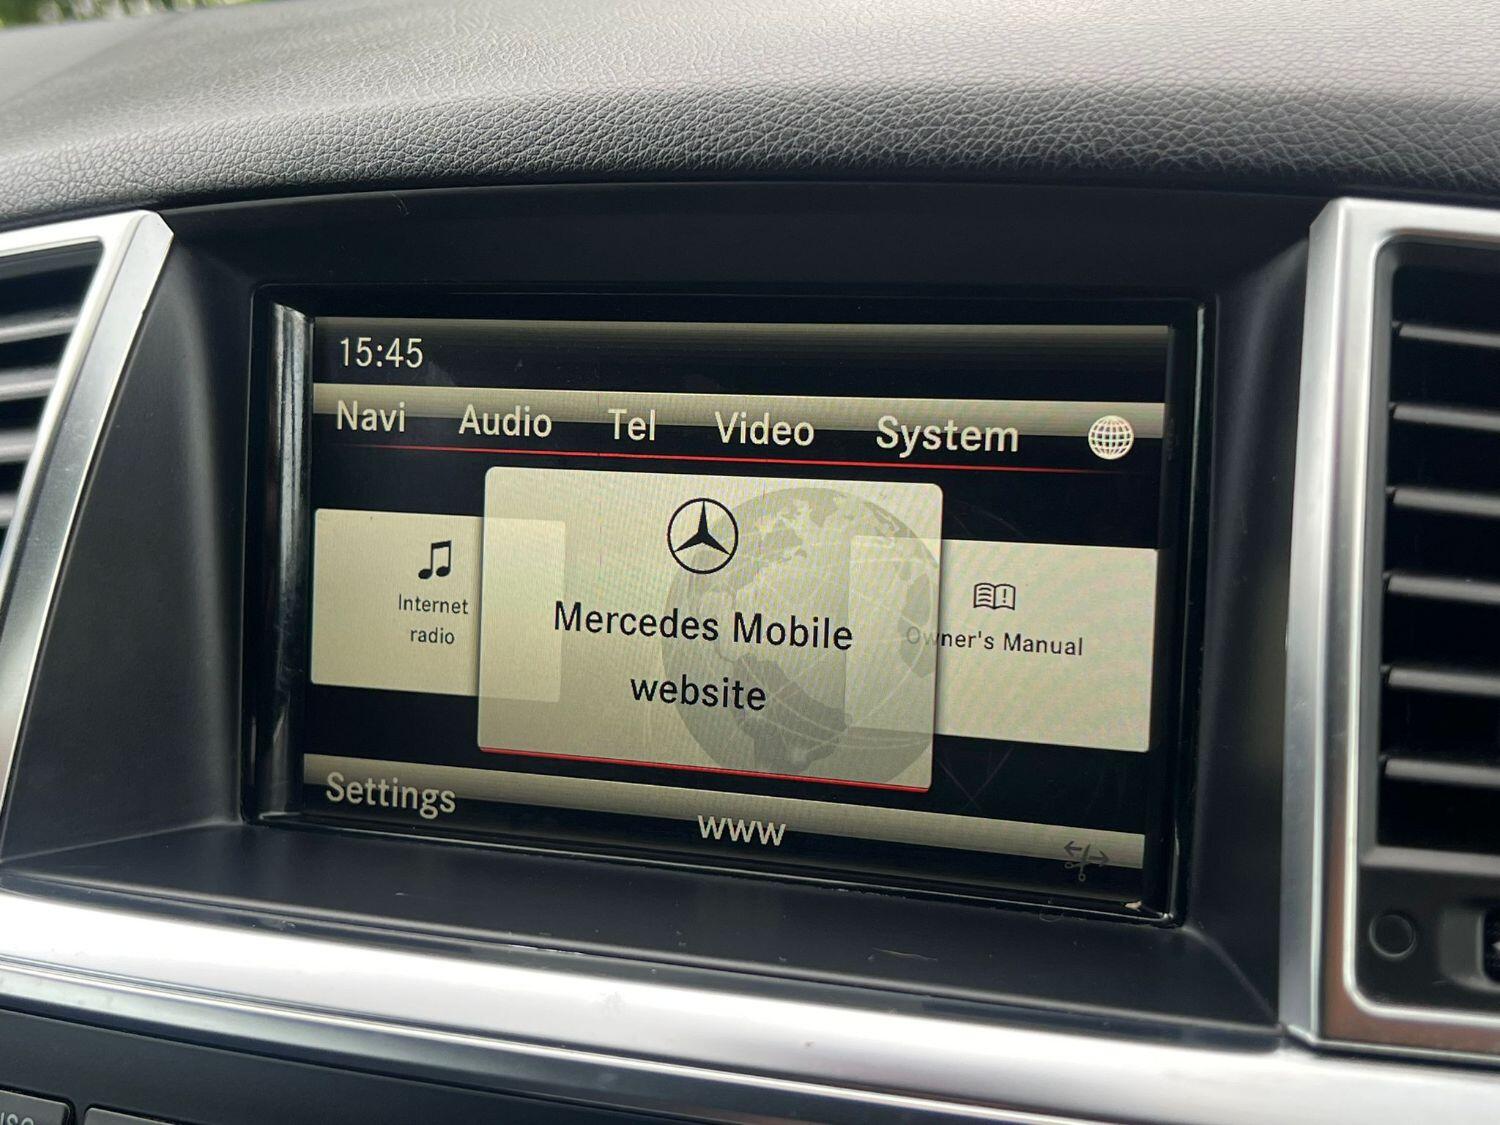 15:45
Navi Audio Tel Video System
Internet
radio
Mercedes Mobile
website
Owner's Manual
Settings
www